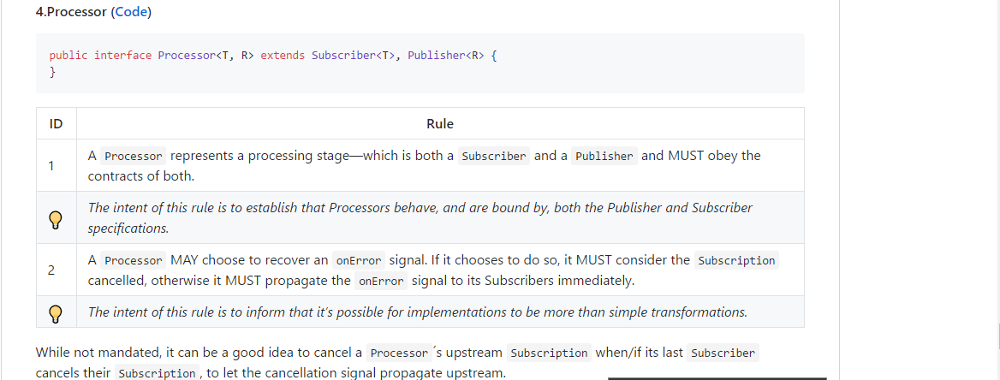 4.Processor (Code)
public interface Processor<T, R> extends Subscriber<T>, Publisher<R> {
}
ID Rule
1 A Processor represents a processing stage—which is both a Subscriber and a Publisher and MUST obey the
contracts of both.
The intent of this rule is to establish that Processors behave, and are bound by, both the Publisher and Subscriber
specifications.
2 A Processor MAY choose to recover an onError signal. If it chooses to do so, it MUST consider the Subscription
cancelled, otherwise it MUST propagate the onError signal to its Subscribers immediately.
The intent of this rule is to inform that it's possible for implementations to be more than simple transformations.
While not mandated, it can be a good idea to cancel a Processor´s upstream Subscription when/if its last Subscriber
cancels their Subscription, to let the cancellation signal propagate upstream.